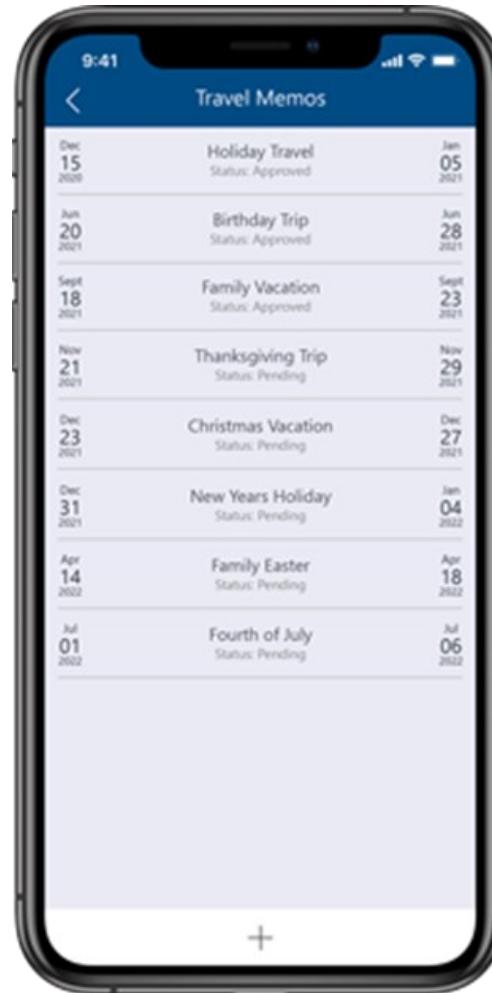 9:41
Travel Memos
Dec
15
2020
Holiday Travel
Status: Approved
Jan
05
2021
Jun
20
2021
Birthday Trip
Status: Approved
Jun
28
2021
Sept
18
2021
Family Vacation
Status: Approved
Sept
23
2021
Nov
21
2021
Thanksgiving Trip
Status: Pending
Nov
29
2021
Dec
23
2021
Christmas Vacation
Status: Pending
Dec
27
2021
Dec
31
2021
New Years Holiday
Status: Pending
Jan
04
2022
Apr
14
2022
Family Easter
Status: Pending
Apr
18
2022
Jul
01
2022
Fourth of July
Status: Pending
Jul
06
2022